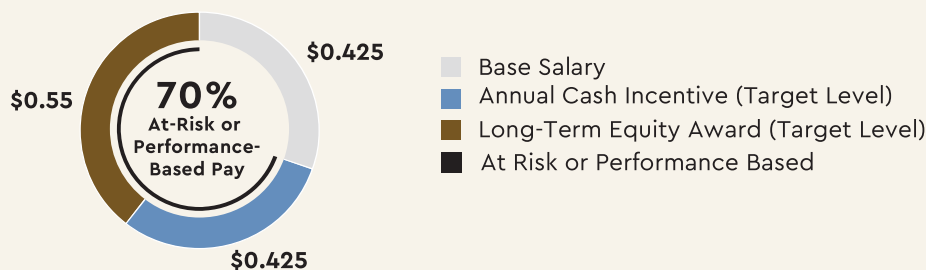 $0.425
$0.55
70%
At-Risk or
Performance-
Based Pay
$0.425
Base Salary
Annual Cash Incentive (Target Level)
Long-Term Equity Award (Target Level)
At Risk or Performance Based